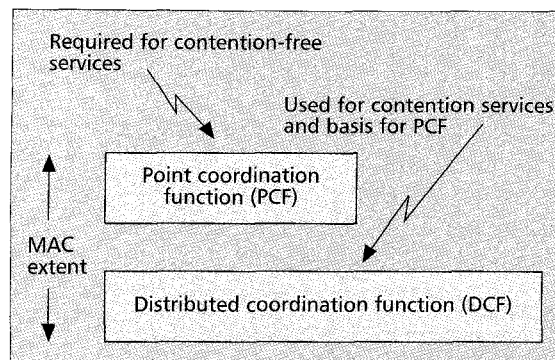 Required for contention-free
services
Used for contention services
and basis for PCF
Point coordination
function (PCF)
MAC
extent
Distributed coordination function (DCF)